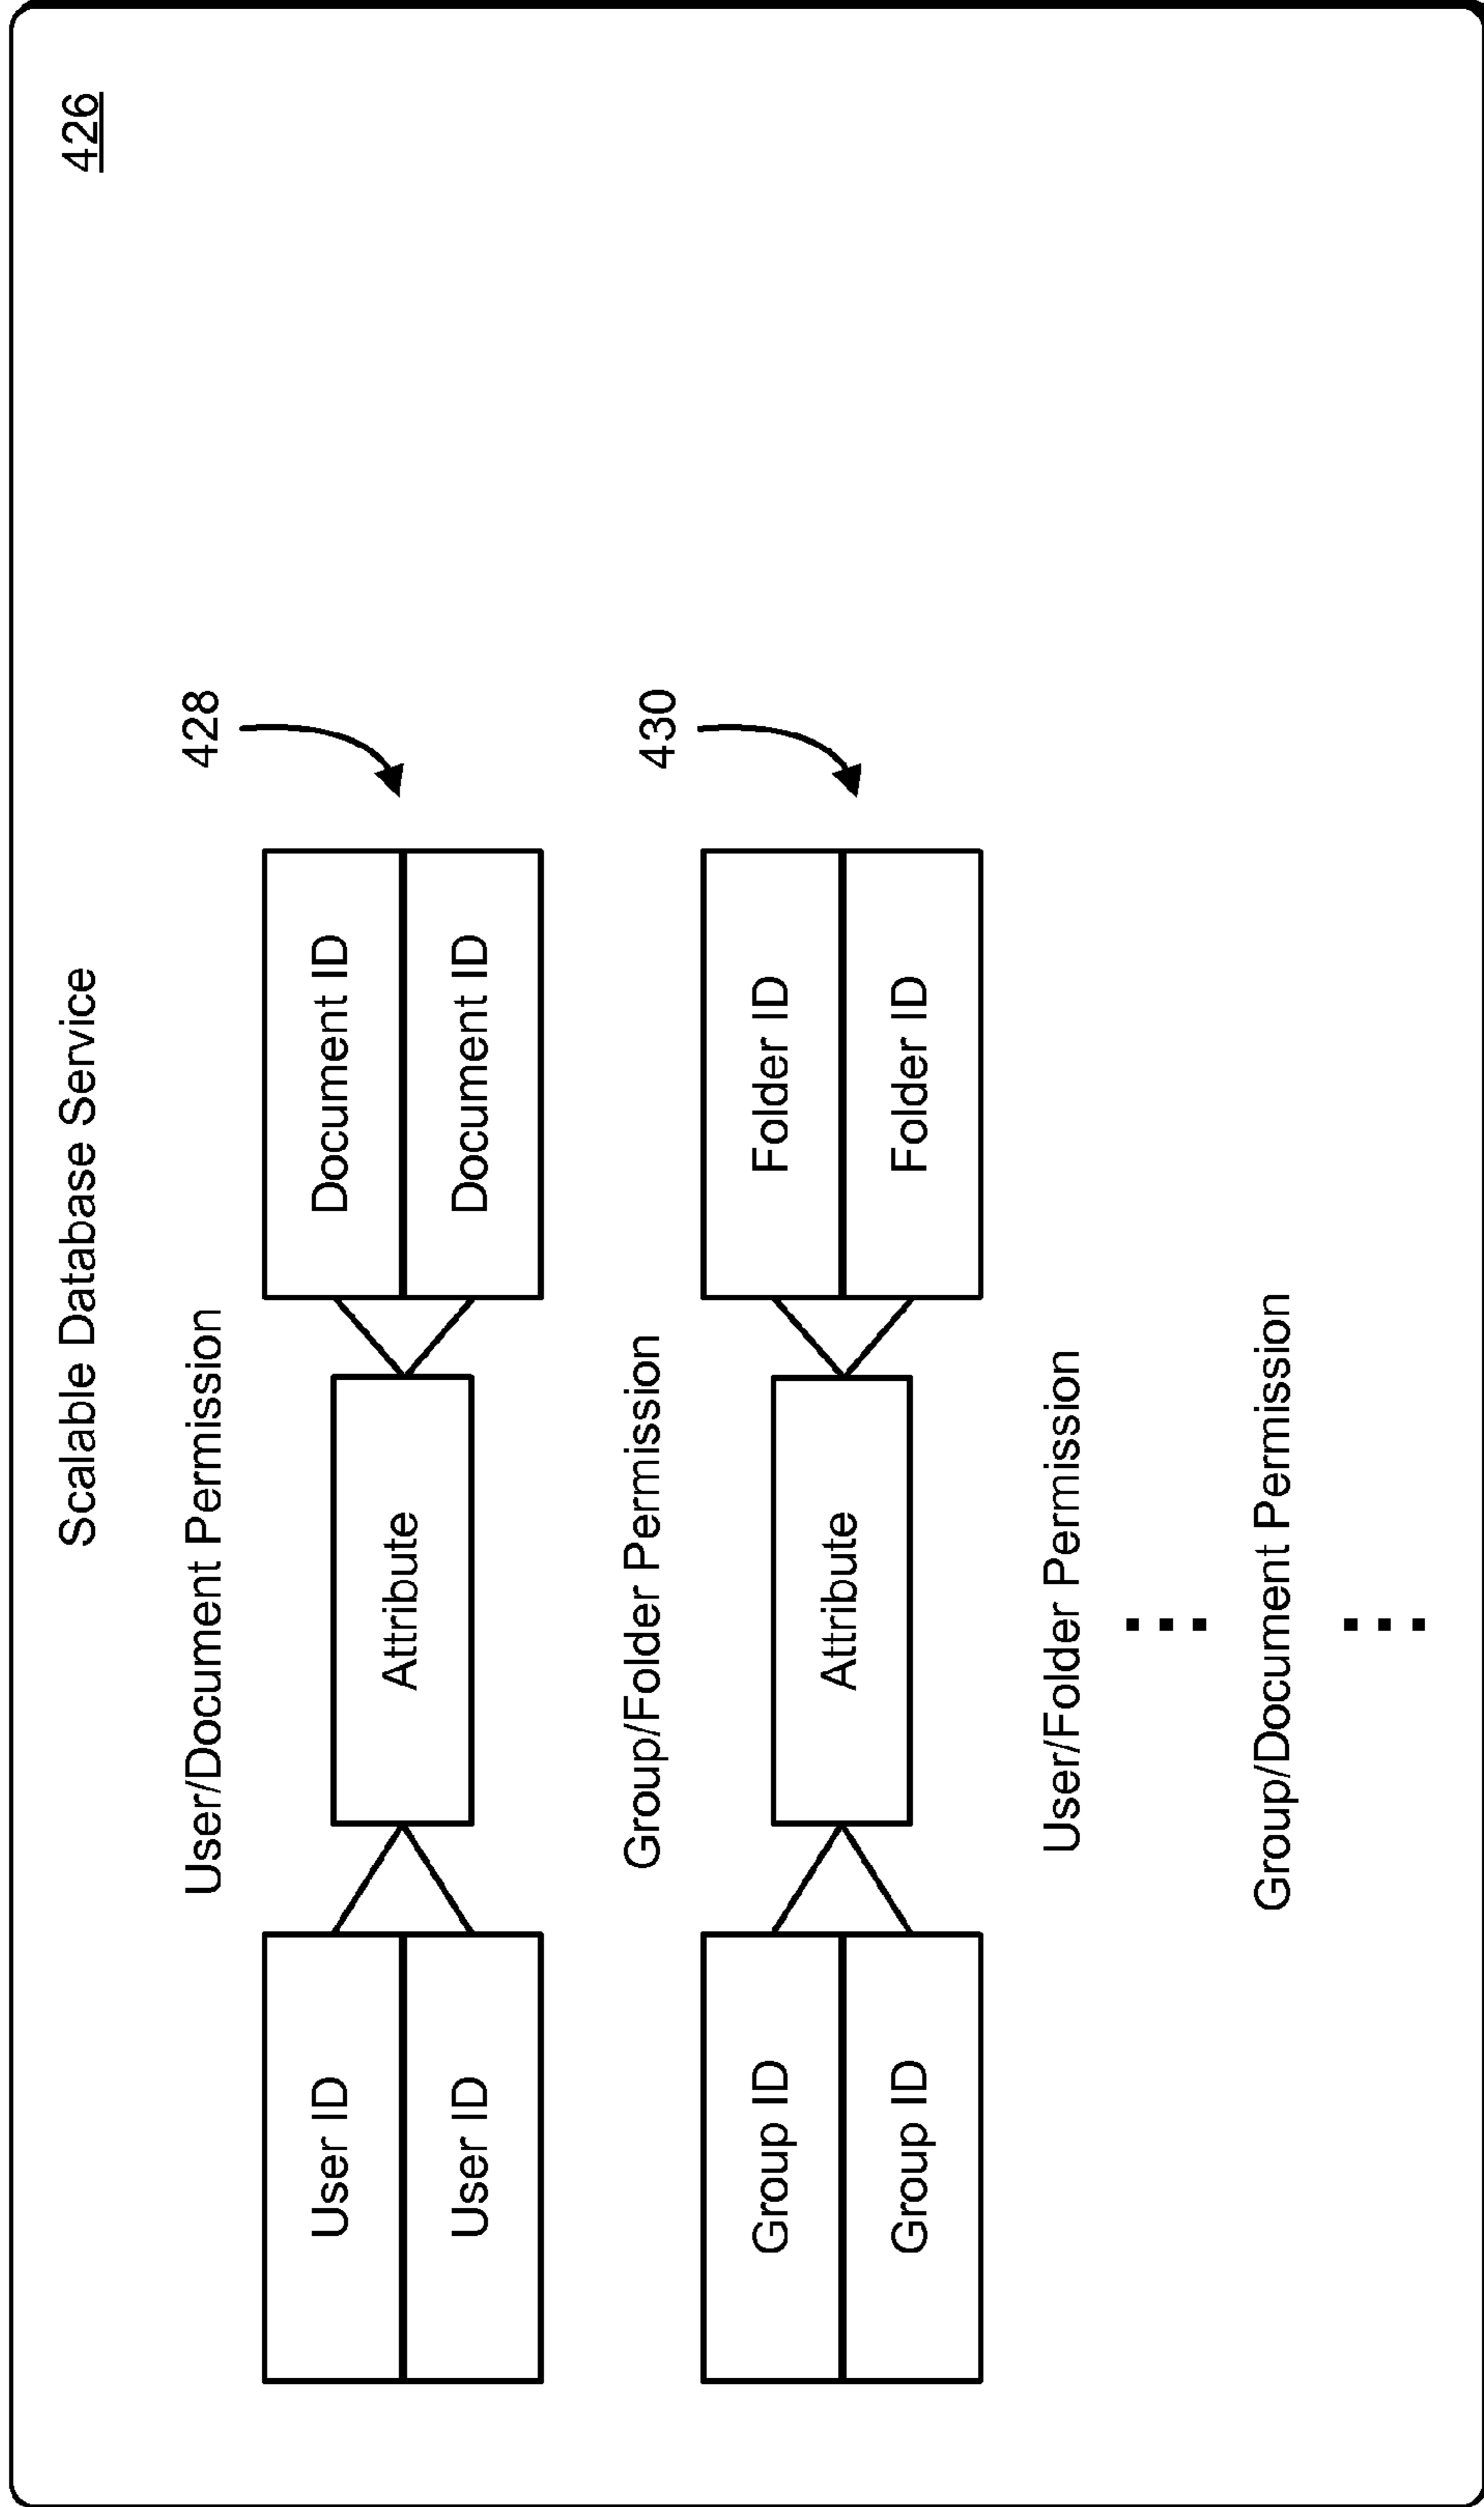 Scalable Database Service
426
User/Document Permission
428
User ID
Attribute
Document ID
User ID
Document ID
Group/Folder Permission
430
Group ID
Attribute
Folder ID
Group ID
Folder ID
User/Folder Permission
Group/Document Permission